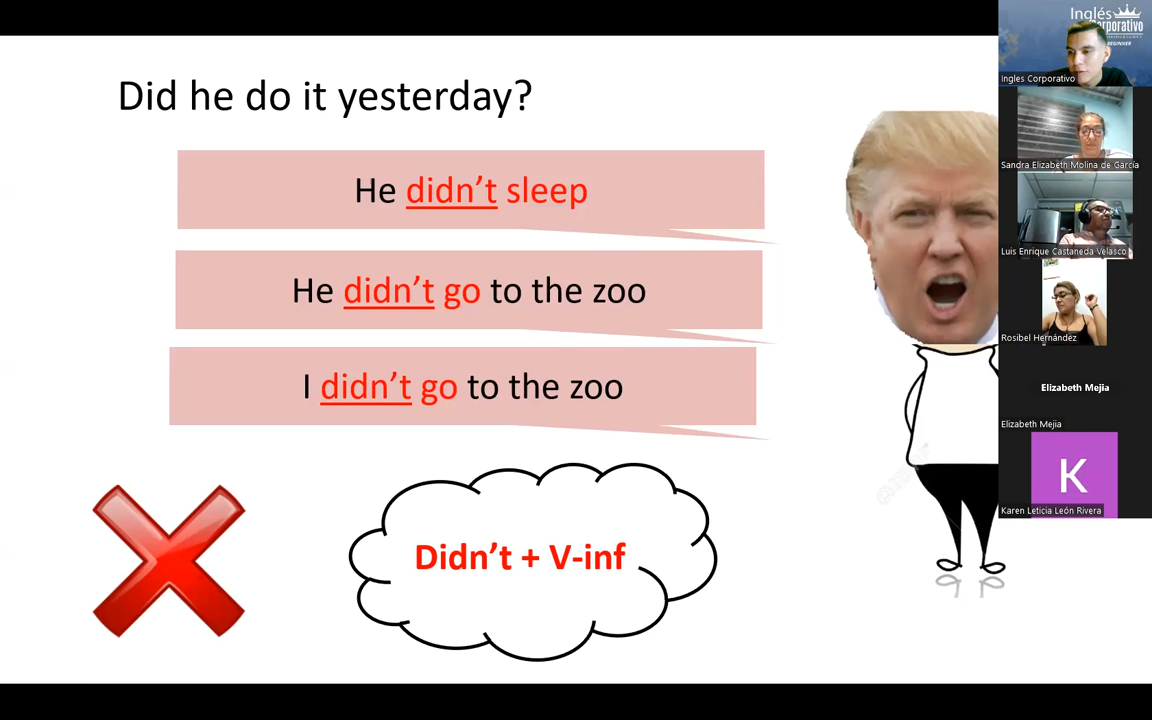 Did he do it yesterday?
He didn't sleep
He didn't go to the zoo
I didn't go to the zoo
Didn't + V-inf
Inglés
Corporativo
BEGINNER
Ingles Corporativo
Sandra Elizabeth Molina de García
Luis Enrique Castaneda Velasco
Rosibel Hernández
Elizabeth Mejia
Elizabeth Mejia
K
Karen Leticia León Rivera